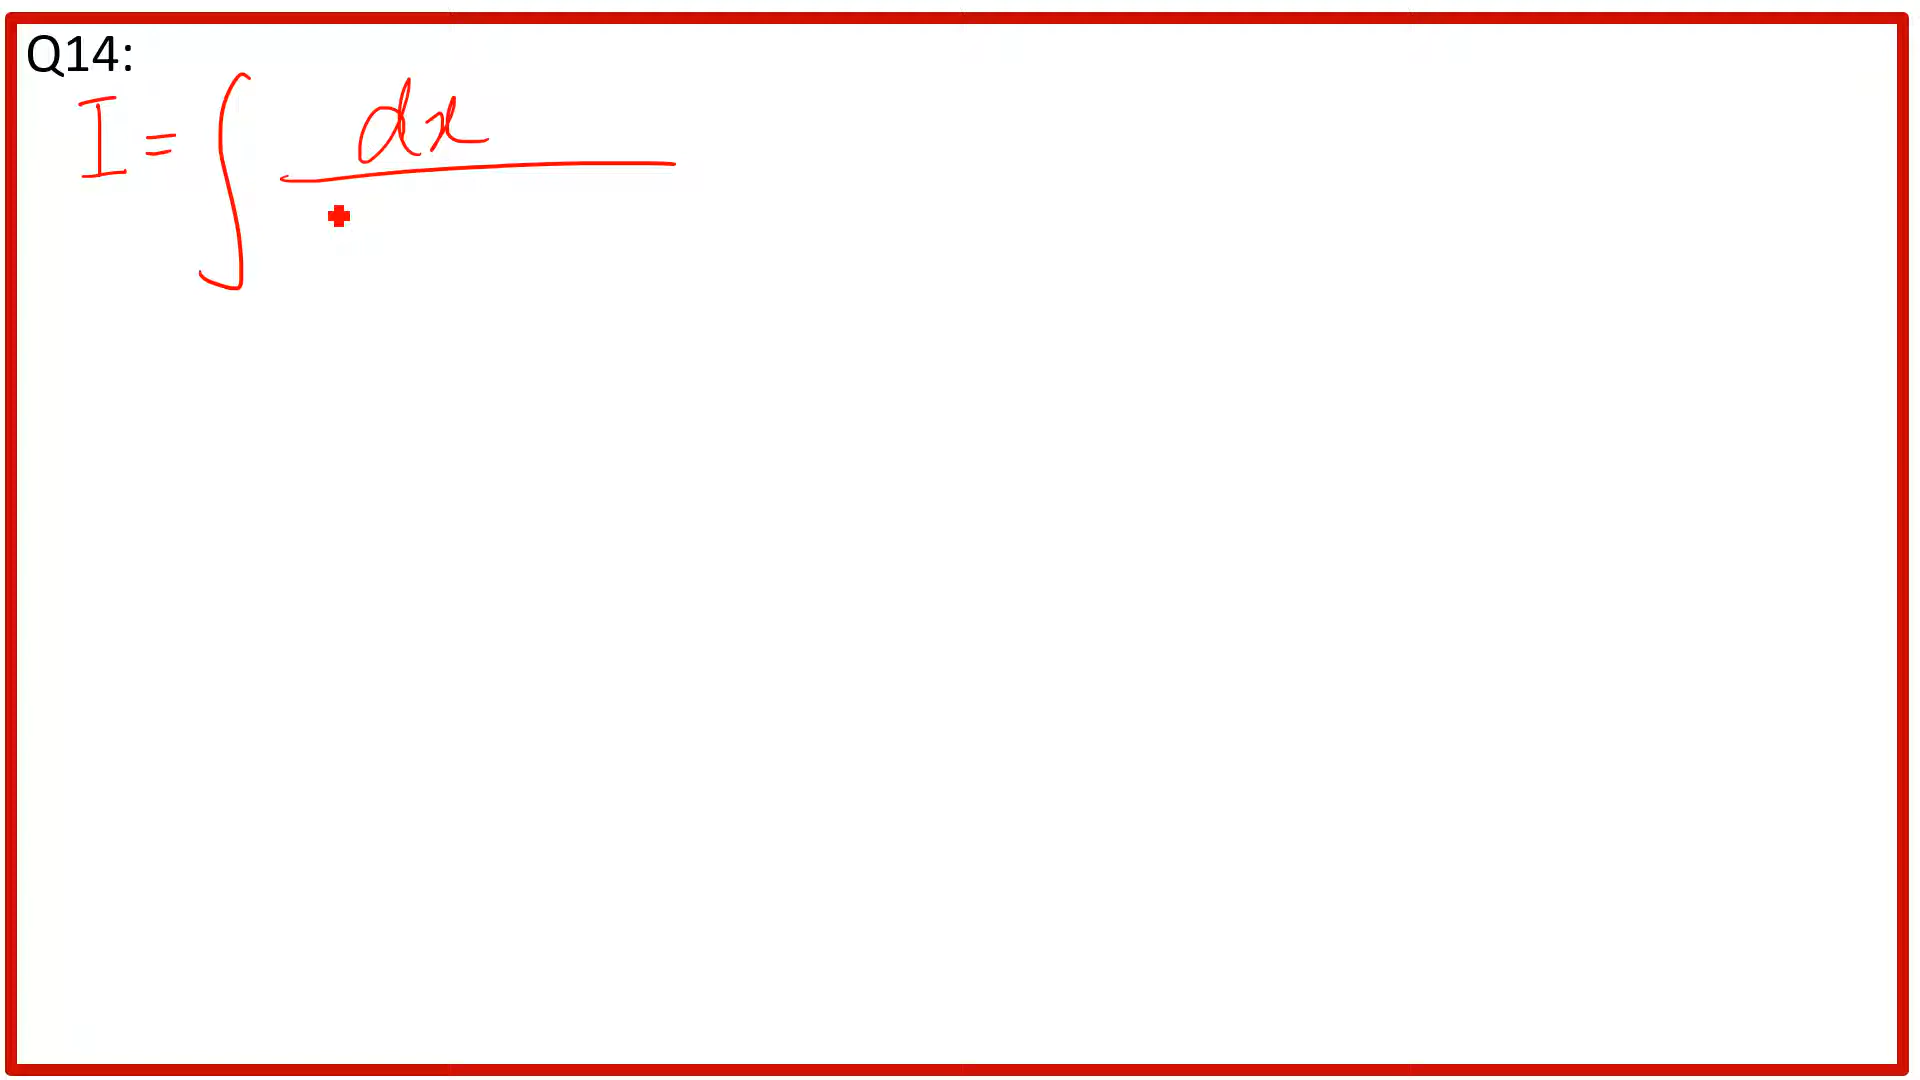 Q14:
I = ∫ dx